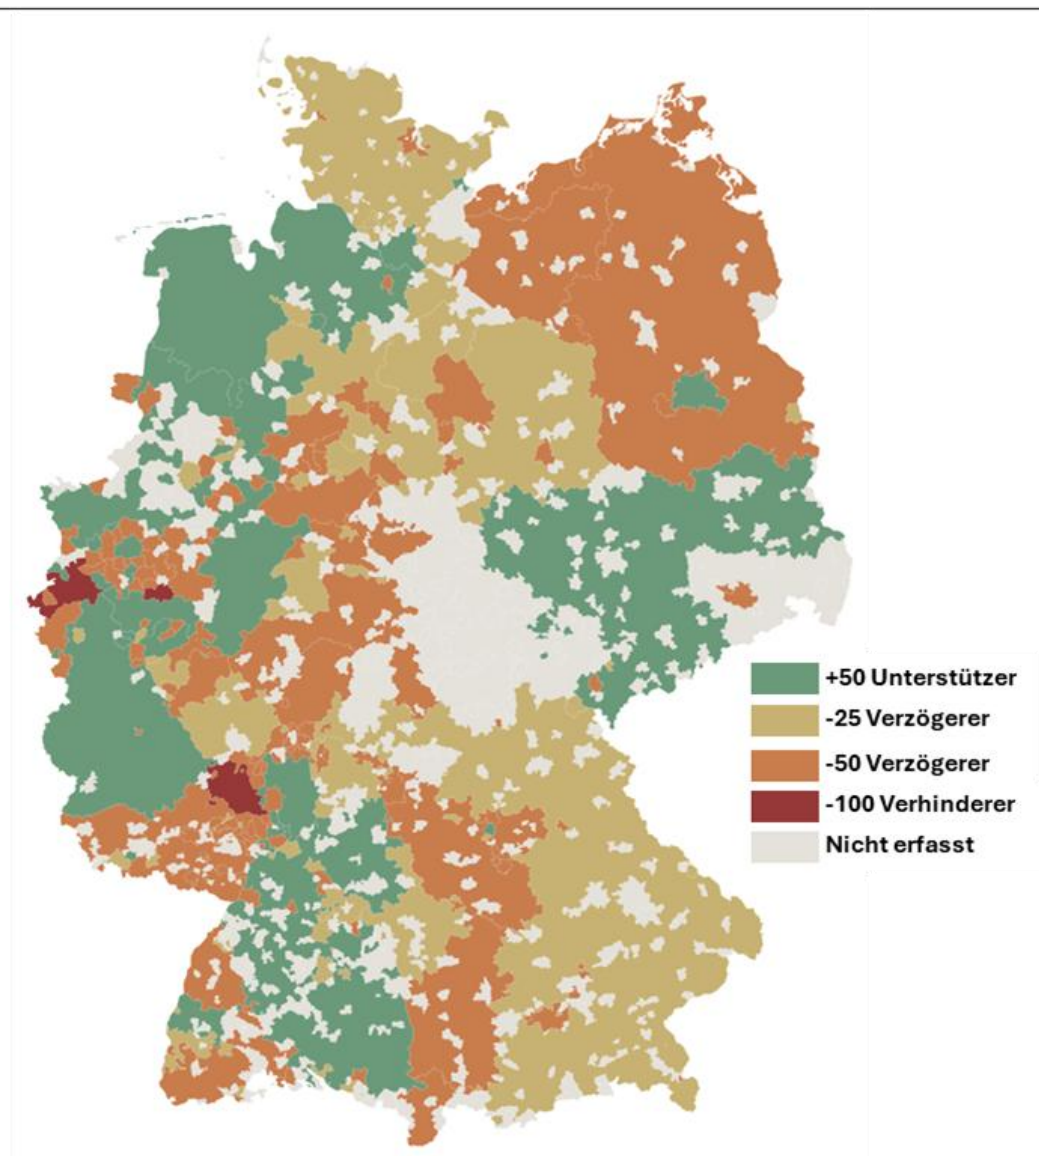 +50 Unterstützer
-25 Verzögerer
-50 Verzögerer
-100 Verhinderer
Nicht erfasst